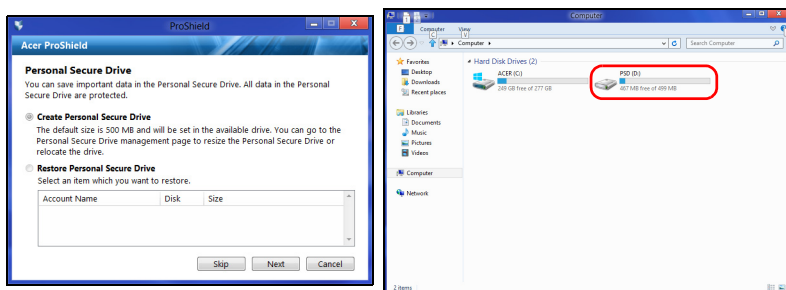 ProShield
Acer ProShield
Personal Secure Drive
You can save important data in the Personal Secure Drive. All data in the Personal
Secure Drive are protected.
Create Personal Secure Drive
The default size is 500 MB and will be set in the available drive. You can go to the
Personal Secure Drive management page to resize the Personal Secure Drive or
relocate the drive.
Restore Personal Secure Drive
Select an item which you want to restore.
Account Name Disk Size
Skip Next Cancel
Computer
F Computer View
C V
Computer
Search Computer
Favorites
Desktop
Downloads
Recent places
Libraries
Documents
Music
Pictures
Videos
Computer
Network
Hard Disk Drives (2)
ACER (C:)
249 GB free of 277 GB
PSD (D:)
467 MB free of 499 MB
2 items